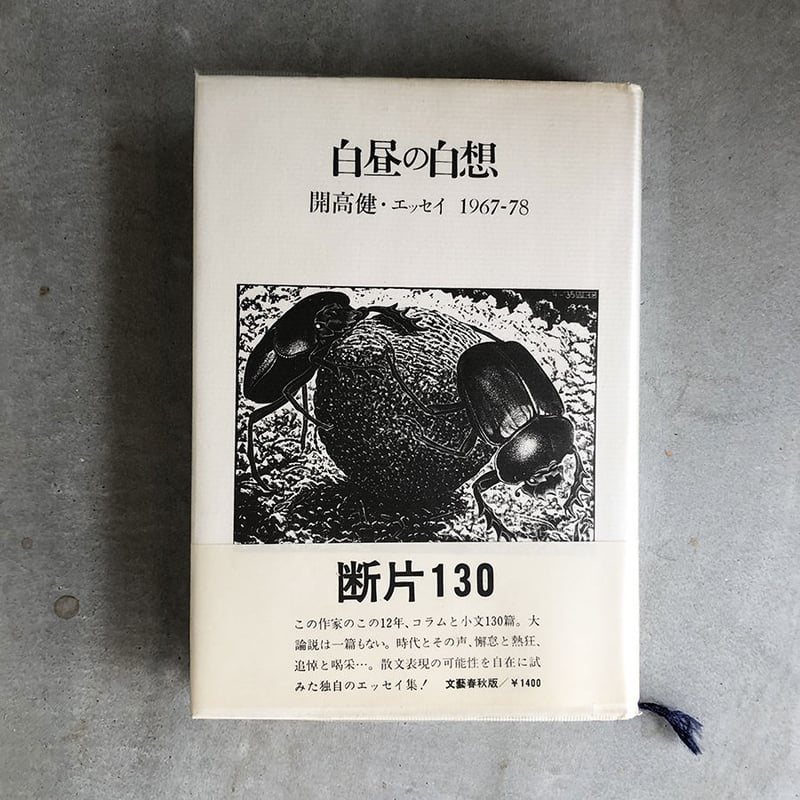 白昼の白想
開高健・エッセイ 1967-78
断片130
この作家のこの12年、コラムと小文130篇。大
論説は一篇もない。時代とその声、懈怠と熱狂、
追悼と喝采…。散文表現の可能性を自在に試
みた独自のエッセイ集！ 文藝春秋版／￥1400